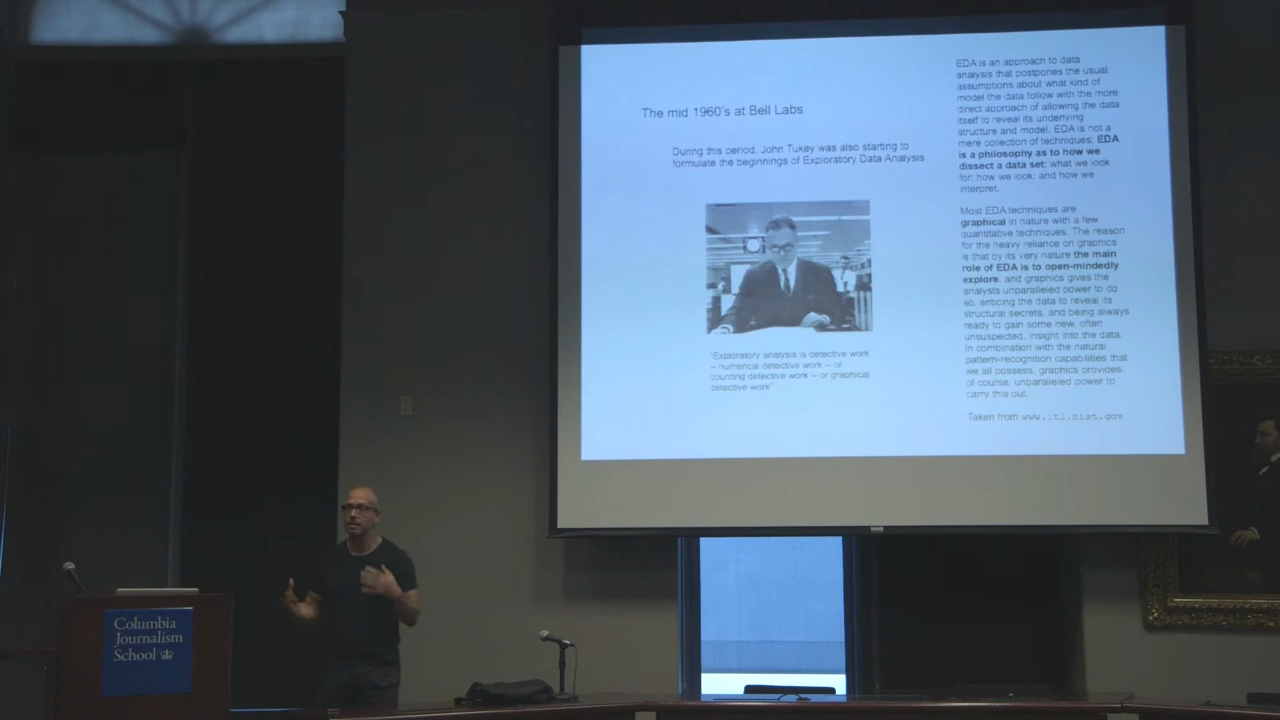 The mid 1960's at Bell Labs
During this period, John Tukey was also starting to
formulate the beginnings of Exploratory Data Analysis
"Exploratory analysis is detective work
– numerical detective work – or
counting detective work – or graphical
detective work"
EDA is an approach to data
analysis that postpones the usual
assumptions about what kind of
model the data follow with the more
direct approach of allowing the data
itself to reveal its underlying
structure and model. EDA is not a
mere collection of techniques; EDA
is a philosophy as to how we
dissect a data set; what we look
for; how we look; and how we
interpret.
Most EDA techniques are
graphical in nature with a few
quantitative techniques. The reason
for the heavy reliance on graphics
is that by its very nature the main
role of EDA is to open-mindedly
explore, and graphics gives the
analysts unparalleled power to do
so, enticing the data to reveal its
structural secrets, and being always
ready to gain some new, often
unsuspected, insight into the data.
In combination with the natural
pattern-recognition capabilities that
we all possess, graphics provides,
of course, unparalleled power to
carry this out.
Taken from www.itl.nist.gov
Columbia
Journalism
School